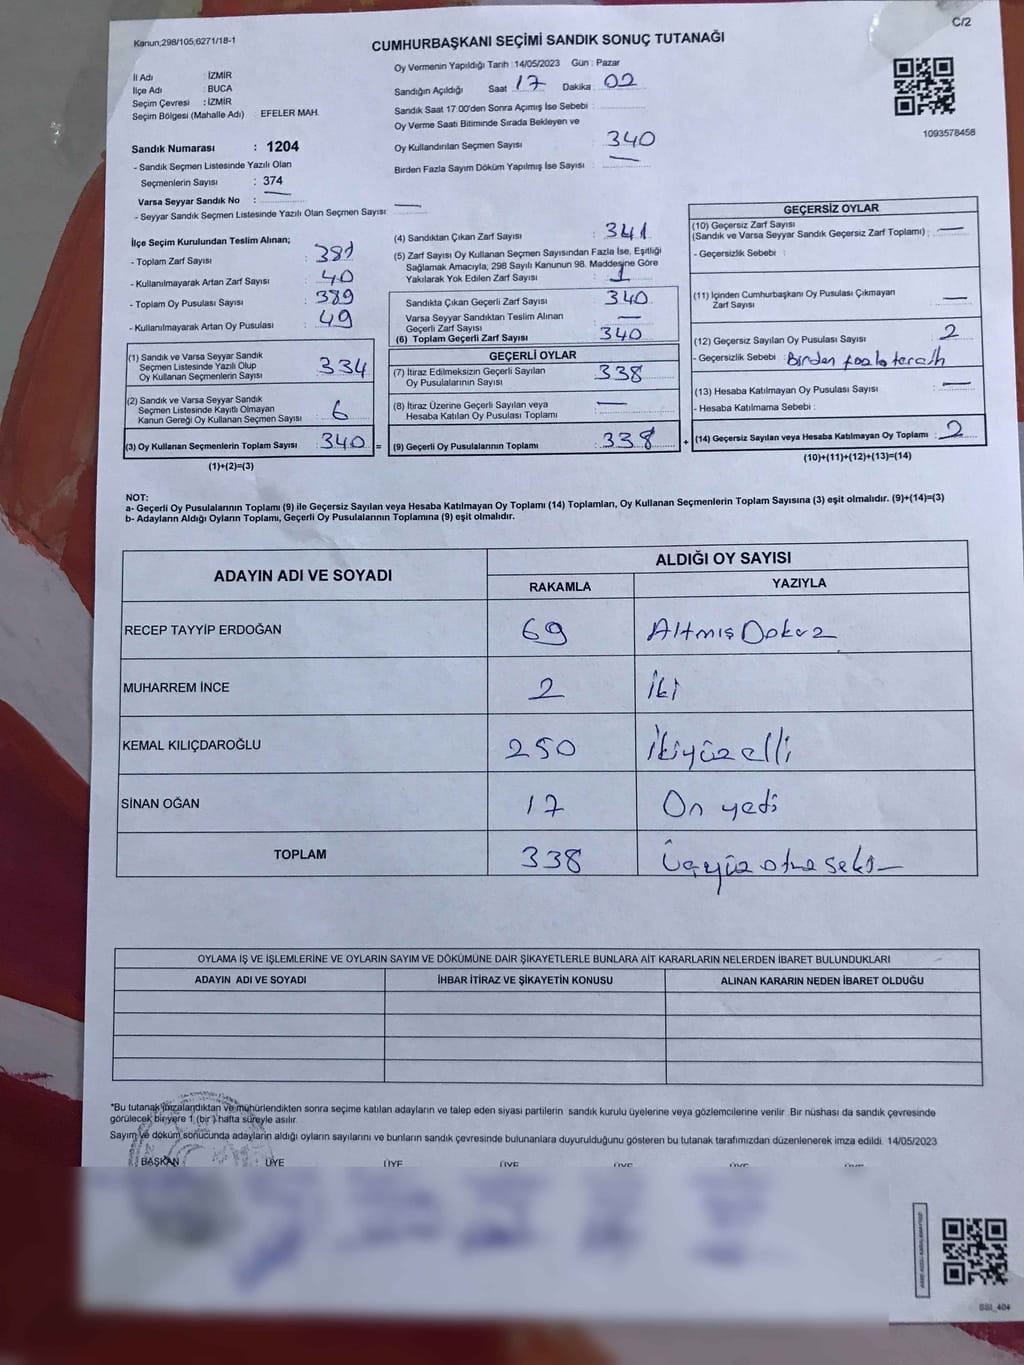 Kanun;298/105;6271/18-1
C/2
CUMHURBAŞKANI SEÇİMİ SANDIK SONUÇ TUTANAĞI
İl Adı : İZMİR
İlçe Adı : BUCA
Seçim Çevresi : İZMİR
Seçim Bölgesi (Mahalle Adı) : EFELER MAH.
Sandık Numarası : 1204
- Sandık Seçmen Listesinde Yazılı Olan
Seçmenlerin Sayısı : 374
Varsa Seyyar Sandık No : —
- Seyyar Sandık Seçmen Listesinde Yazılı Olan Seçmen Sayısı: —
Oy Vermenin Yapıldığı Tarih :14/05/2023 Gün : Pazar
Sandığın Açıldığı Saat 17 Dakika 02
Sandık Saat 17:00'den Sonra Açımış İse Sebebi :
Oy Verme Saati Bitiminde Sırada Bekleyen ve
Oy Kullandırılan Seçmen Sayısı : 340
Birden Fazla Sayım Döküm Yapılmış İse Sayısı : —
1093578458
İlçe Seçim Kurulundan Teslim Alınan;
- Toplam Zarf Sayısı : 381
- Kullanılmayarak Artan Zarf Sayısı : 40
- Toplam Oy Pusulası Sayısı : 389
- Kullanılmayarak Artan Oy Pusulası : 49
(1) Sandık ve Varsa Seyyar Sandık
Seçmen Listesinde Yazılı Olup
Oy Kullanan Seçmenlerin Sayısı : 334
(2) Sandık ve Varsa Seyyar Sandık
Seçmen Listesinde Kayıtlı Olmayan
Kanun Gereği Oy Kullanan Seçmen Sayısı : 6
(3) Oy Kullanan Seçmenlerin Toplam Sayısı : 340 =
(1)+(2)=(3)
(4) Sandıktan Çıkan Zarf Sayısı : 341
(5) Zarf Sayısı Oy Kullanan Seçmen Sayısından Fazla İse, Eşitliği
Sağlamak Amacıyla, 298 Sayılı Kanunun 98. Maddesine Göre
Yakılarak Yok Edilen Zarf Sayısı : 1
Sandıkta Çıkan Geçerli Zarf Sayısı : 340
Varsa Seyyar Sandıktan Teslim Alınan
Geçerli Zarf Sayısı : —
(6) Toplam Geçerli Zarf Sayısı : 340
GEÇERLİ OYLAR
(7) İtiraz Edilmeksizin Geçerli Sayılan
Oy Pusulalarının Sayısı : 338
(8) İtiraz Üzerine Geçerli Sayılan veya
Hesaba Katılan Oy Pusulası Toplamı : —
(9) Geçerli Oy Pusulalarının Toplamı : 338 +
GEÇERSİZ OYLAR
(10) Geçersiz Zarf Sayısı
(Sandık ve Varsa Seyyar Sandık Geçersiz Zarf Toplamı) : —
- Geçersizlik Sebebi :
(11) İçinden Cumhurbaşkanı Oy Pusulası Çıkmayan
Zarf Sayısı : —
(12) Geçersiz Sayılan Oy Pusulası Sayısı : 2
- Geçersizlik Sebebi : Birden fazla tercih
(13) Hesaba Katılmayan Oy Pusulası Sayısı : —
- Hesaba Katılmama Sebebi :
(14) Geçersiz Sayılan veya Hesaba Katılmayan Oy Toplamı : 2
(10)+(11)+(12)+(13)=(14)
NOT:
a- Geçerli Oy Pusulalarının Toplamı (9) ile Geçersiz Sayılan veya Hesaba Katılmayan Oy Toplamı (14) Toplamları, Oy Kullanan Seçmenlerin Toplam Sayısına (3) eşit olmalıdır. (9)+(14)=(3)
b- Adayların Aldığı Oyların Toplamı, Geçerli Oy Pusulalarının Toplamına (9) eşit olmalıdır.
ADAYIN ADI VE SOYADI
ALDIĞI OY SAYISI
RAKAMLA YAZIYLA
RECEP TAYYİP ERDOĞAN 69 Altmış Dokuz
MUHARREM İNCE 2 İki
KEMAL KILIÇDAROĞLU 250 İkiyüz elli
SİNAN OĞAN 17 On yedi
TOPLAM 338 Üçyüz otuz sekiz
OYLAMA İŞ VE İŞLEMLERİNE VE OYLARIN SAYIM VE DÖKÜMÜNE DAİR ŞİKAYETLERLE BUNLARA AİT KARARLARIN NELERDEN İBARET BULUNDUKLARI
ADAYIN ADI VE SOYADI İHBAR İTİRAZ VE ŞİKAYETİN KONUSU ALINAN KARARIN NEDEN İBARET OLDUĞU
*Bu tutanak imzalandıktan ve mühürlendikten sonra seçime katılan adayların ve talep eden siyasi partilerin sandık kurulu üyelerine veya gözlemcilerine verilir. Bir nüshası da sandık çevresinde
görülecek bir yere 1 (bir ) hafta süreyle asılır.
Sayım ve döküm sonucunda adayların aldığı oyların sayılarını ve bunların sandık çevresinde bulunanlara duyurulduğunu gösteren bu tutanak tarafımızdan düzenlenerek imza edildi. 14/05/2023
BAŞKAN ÜYE ÜYE ÜYE ÜYE ÜYE
SSI_404